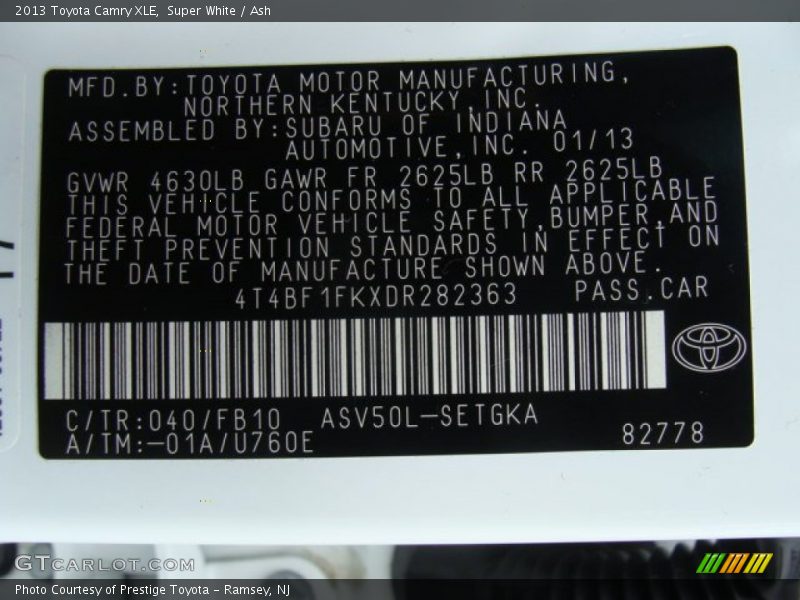 2013 Toyota Camry XLE, Super White / Ash
MFD.BY:TOYOTA MOTOR MANUFACTURING,
NORTHERN KENTUCKY,INC.
ASSEMBLED BY:SUBARU OF INDIANA
AUTOMOTIVE,INC. 01/13
GVWR 4630LB GAWR FR 2625LB RR 2625LB
THIS VEHICLE CONFORMS TO ALL APPLICABLE
FEDERAL MOTOR VEHICLE SAFETY,BUMPER,AND
THEFT PREVENTION STANDARDS IN EFFECT ON
THE DATE OF MANUFACTURE SHOWN ABOVE.
4T4BF1FKXDR282363 PASS.CAR
C/TR:040/FB10 ASV50L-SETGKA
A/TM:-01A/U760E 82778
GTCARLOT.COM
Photo Courtesy of Prestige Toyota - Ramsey, NJ